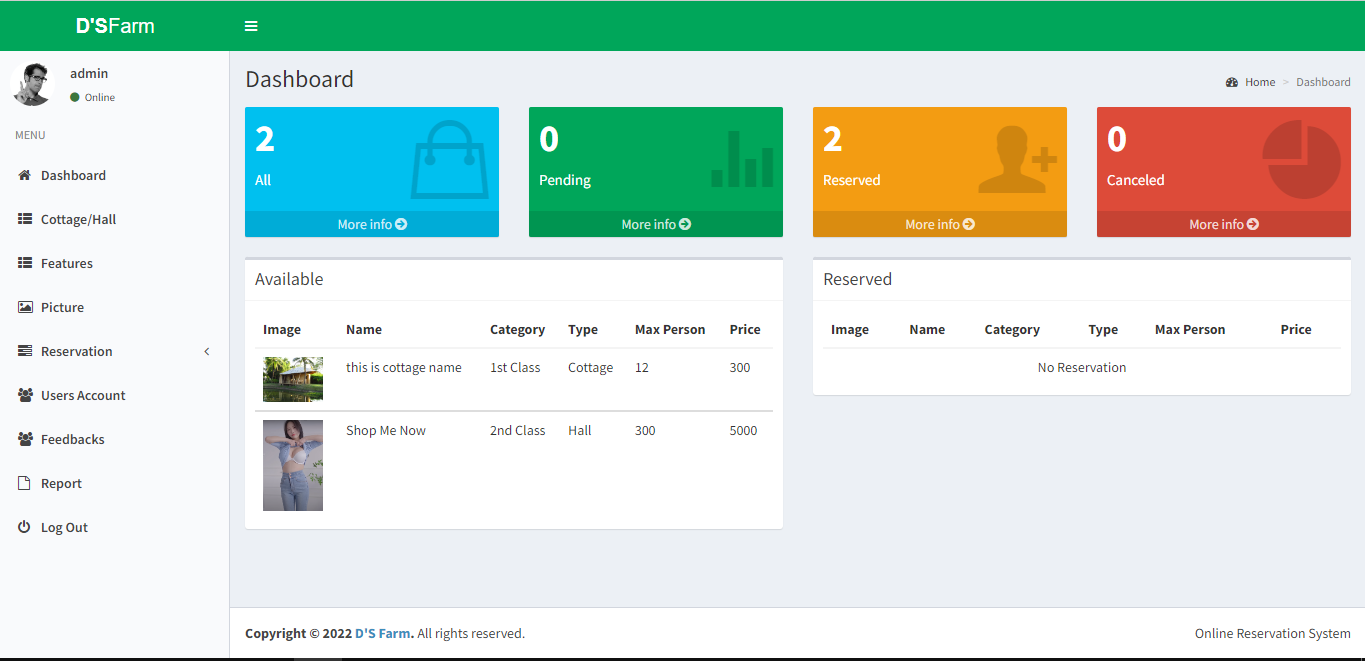 D'SFarm
admin
Online
MENU
Dashboard
Cottage/Hall
Features
Picture
Reservation
Users Account
Feedbacks
Report
Log Out
Dashboard
Home > Dashboard
2
All
More info
0
Pending
More info
2
Reserved
More info
0
Canceled
More info
Available
Image Name Category Type Max Person Price
this is cottage name 1st Class Cottage 12 300
Shop Me Now 2nd Class Hall 300 5000
Reserved
Image Name Category Type Max Person Price
No Reservation
Copyright © 2022 D'S Farm. All rights reserved.
Online Reservation System